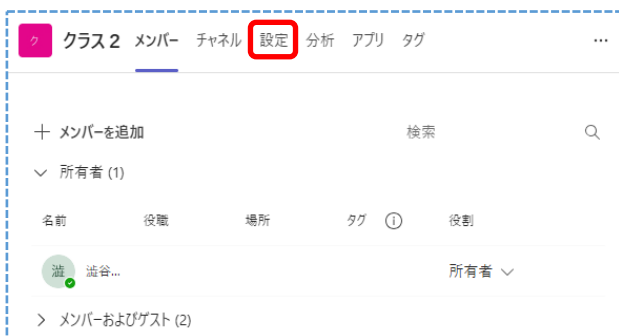 ク クラス２ メンバー チャネル 設定 分析 アプリ タグ ...
＋ メンバーを追加 検索
所有者 (1)
名前 役職 場所 タグ 役割
澁 澁谷... 所有者
メンバーおよびゲスト (2)